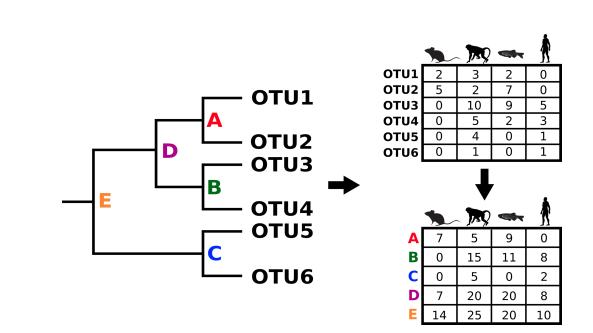 OTU1
A
OTU2
D
OTU3
B
OTU4
E
OTU5
C
OTU6
OTU1 2 3 2 0
OTU2 5 2 7 0
OTU3 0 10 9 5
OTU4 0 5 2 3
OTU5 0 4 0 1
OTU6 0 1 0 1
A 7 5 9 0
B 0 15 11 8
C 0 5 0 2
D 7 20 20 8
E 14 25 20 10